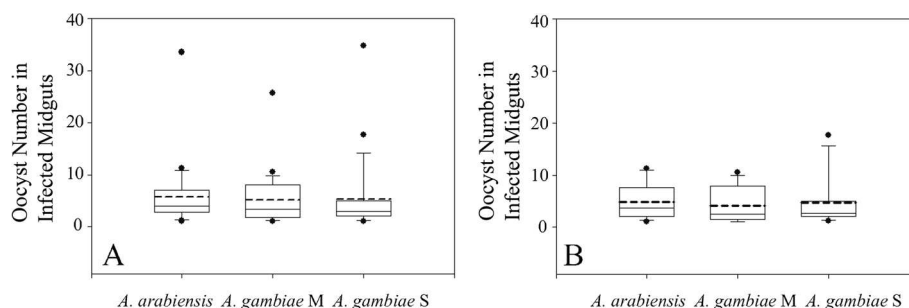 Oocyst Number in
Infected Midguts
40
30
20
10
0
A
A. arabiensis A. gambiae M A. gambiae S
Oocyst Number in
Infected Midguts
40
30
20
10
0
B
A. arabiensis A. gambiae M A. gambiae S